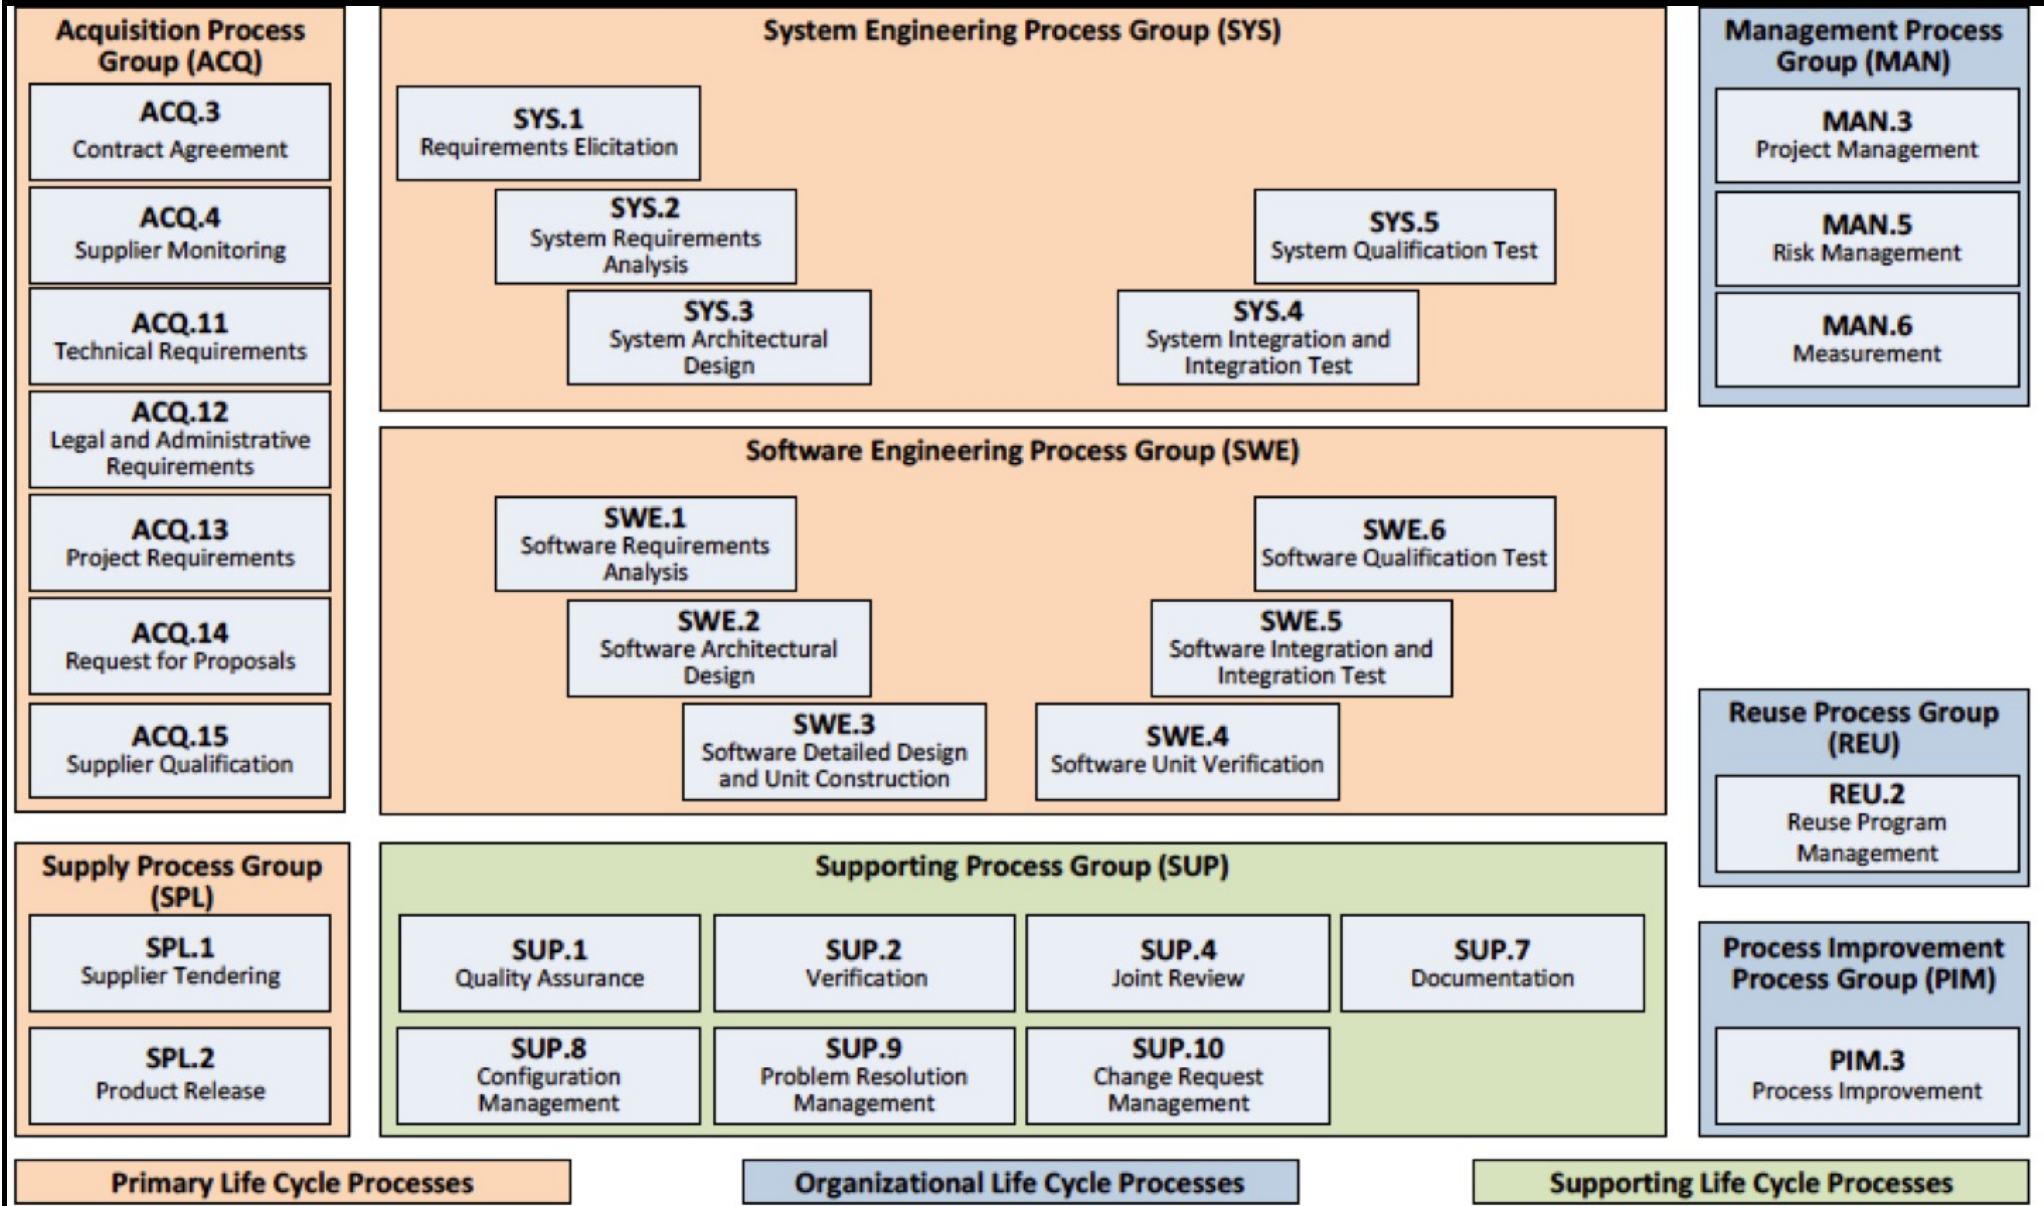 Acquisition Process
Group (ACQ)
ACQ.3
Contract Agreement
ACQ.4
Supplier Monitoring
ACQ.11
Technical Requirements
ACQ.12
Legal and Administrative
Requirements
ACQ.13
Project Requirements
ACQ.14
Request for Proposals
ACQ.15
Supplier Qualification
System Engineering Process Group (SYS)
SYS.1
Requirements Elicitation
SYS.2
System Requirements
Analysis
SYS.3
System Architectural
Design
SYS.5
System Qualification Test
SYS.4
System Integration and
Integration Test
Management Process
Group (MAN)
MAN.3
Project Management
MAN.5
Risk Management
MAN.6
Measurement
Software Engineering Process Group (SWE)
SWE.1
Software Requirements
Analysis
SWE.2
Software Architectural
Design
SWE.3
Software Detailed Design
and Unit Construction
SWE.6
Software Qualification Test
SWE.5
Software Integration and
Integration Test
SWE.4
Software Unit Verification
Reuse Process Group
(REU)
REU.2
Reuse Program
Management
Supply Process Group
(SPL)
SPL.1
Supplier Tendering
SPL.2
Product Release
Supporting Process Group (SUP)
SUP.1
Quality Assurance
SUP.2
Verification
SUP.4
Joint Review
SUP.7
Documentation
SUP.8
Configuration
Management
SUP.9
Problem Resolution
Management
SUP.10
Change Request
Management
Process Improvement
Process Group (PIM)
PIM.3
Process Improvement
Primary Life Cycle Processes
Organizational Life Cycle Processes
Supporting Life Cycle Processes